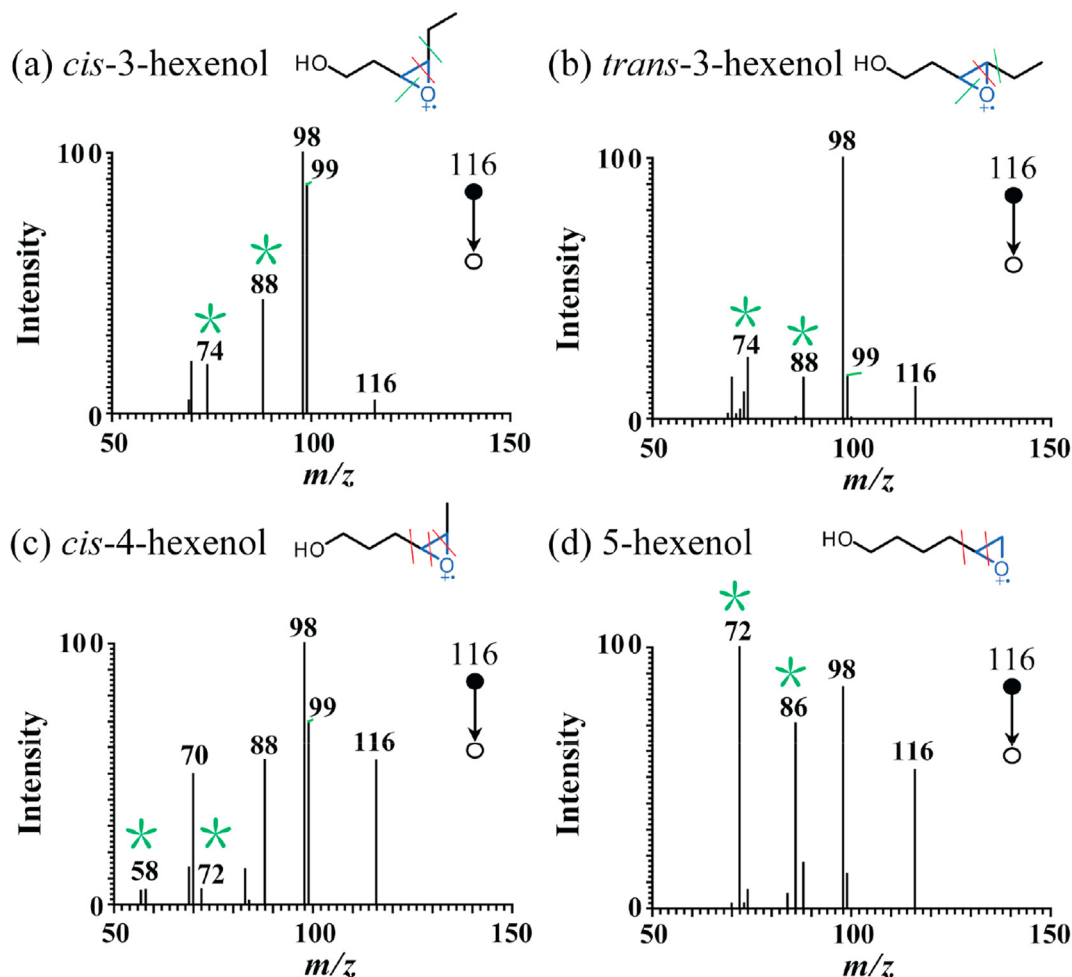 (a) cis-3-hexenol
HO
O
+•
100
Intensity
0
74
88
98
99
116
116
50
100
150
m/z
(b) trans-3-hexenol
HO
O
+•
100
Intensity
0
74
88
98
99
116
116
50
100
150
m/z
(c) cis-4-hexenol
HO
O
+•
100
Intensity
0
58
70
72
88
98
99
116
116
50
100
150
m/z
(d) 5-hexenol
HO
O
+•
100
Intensity
0
72
86
98
116
116
50
100
150
m/z